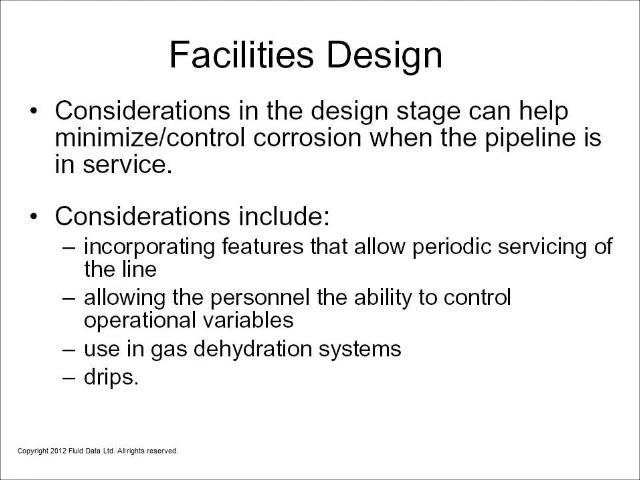 Facilities Design
• Considerations in the design stage can help
minimize/control corrosion when the pipeline is
in service.
• Considerations include:
– incorporating features that allow periodic servicing of
the line
– allowing the personnel the ability to control
operational variables
– use in gas dehydration systems
– drips.
Copyright 2012 Fluid Data Ltd. All rights reserved.